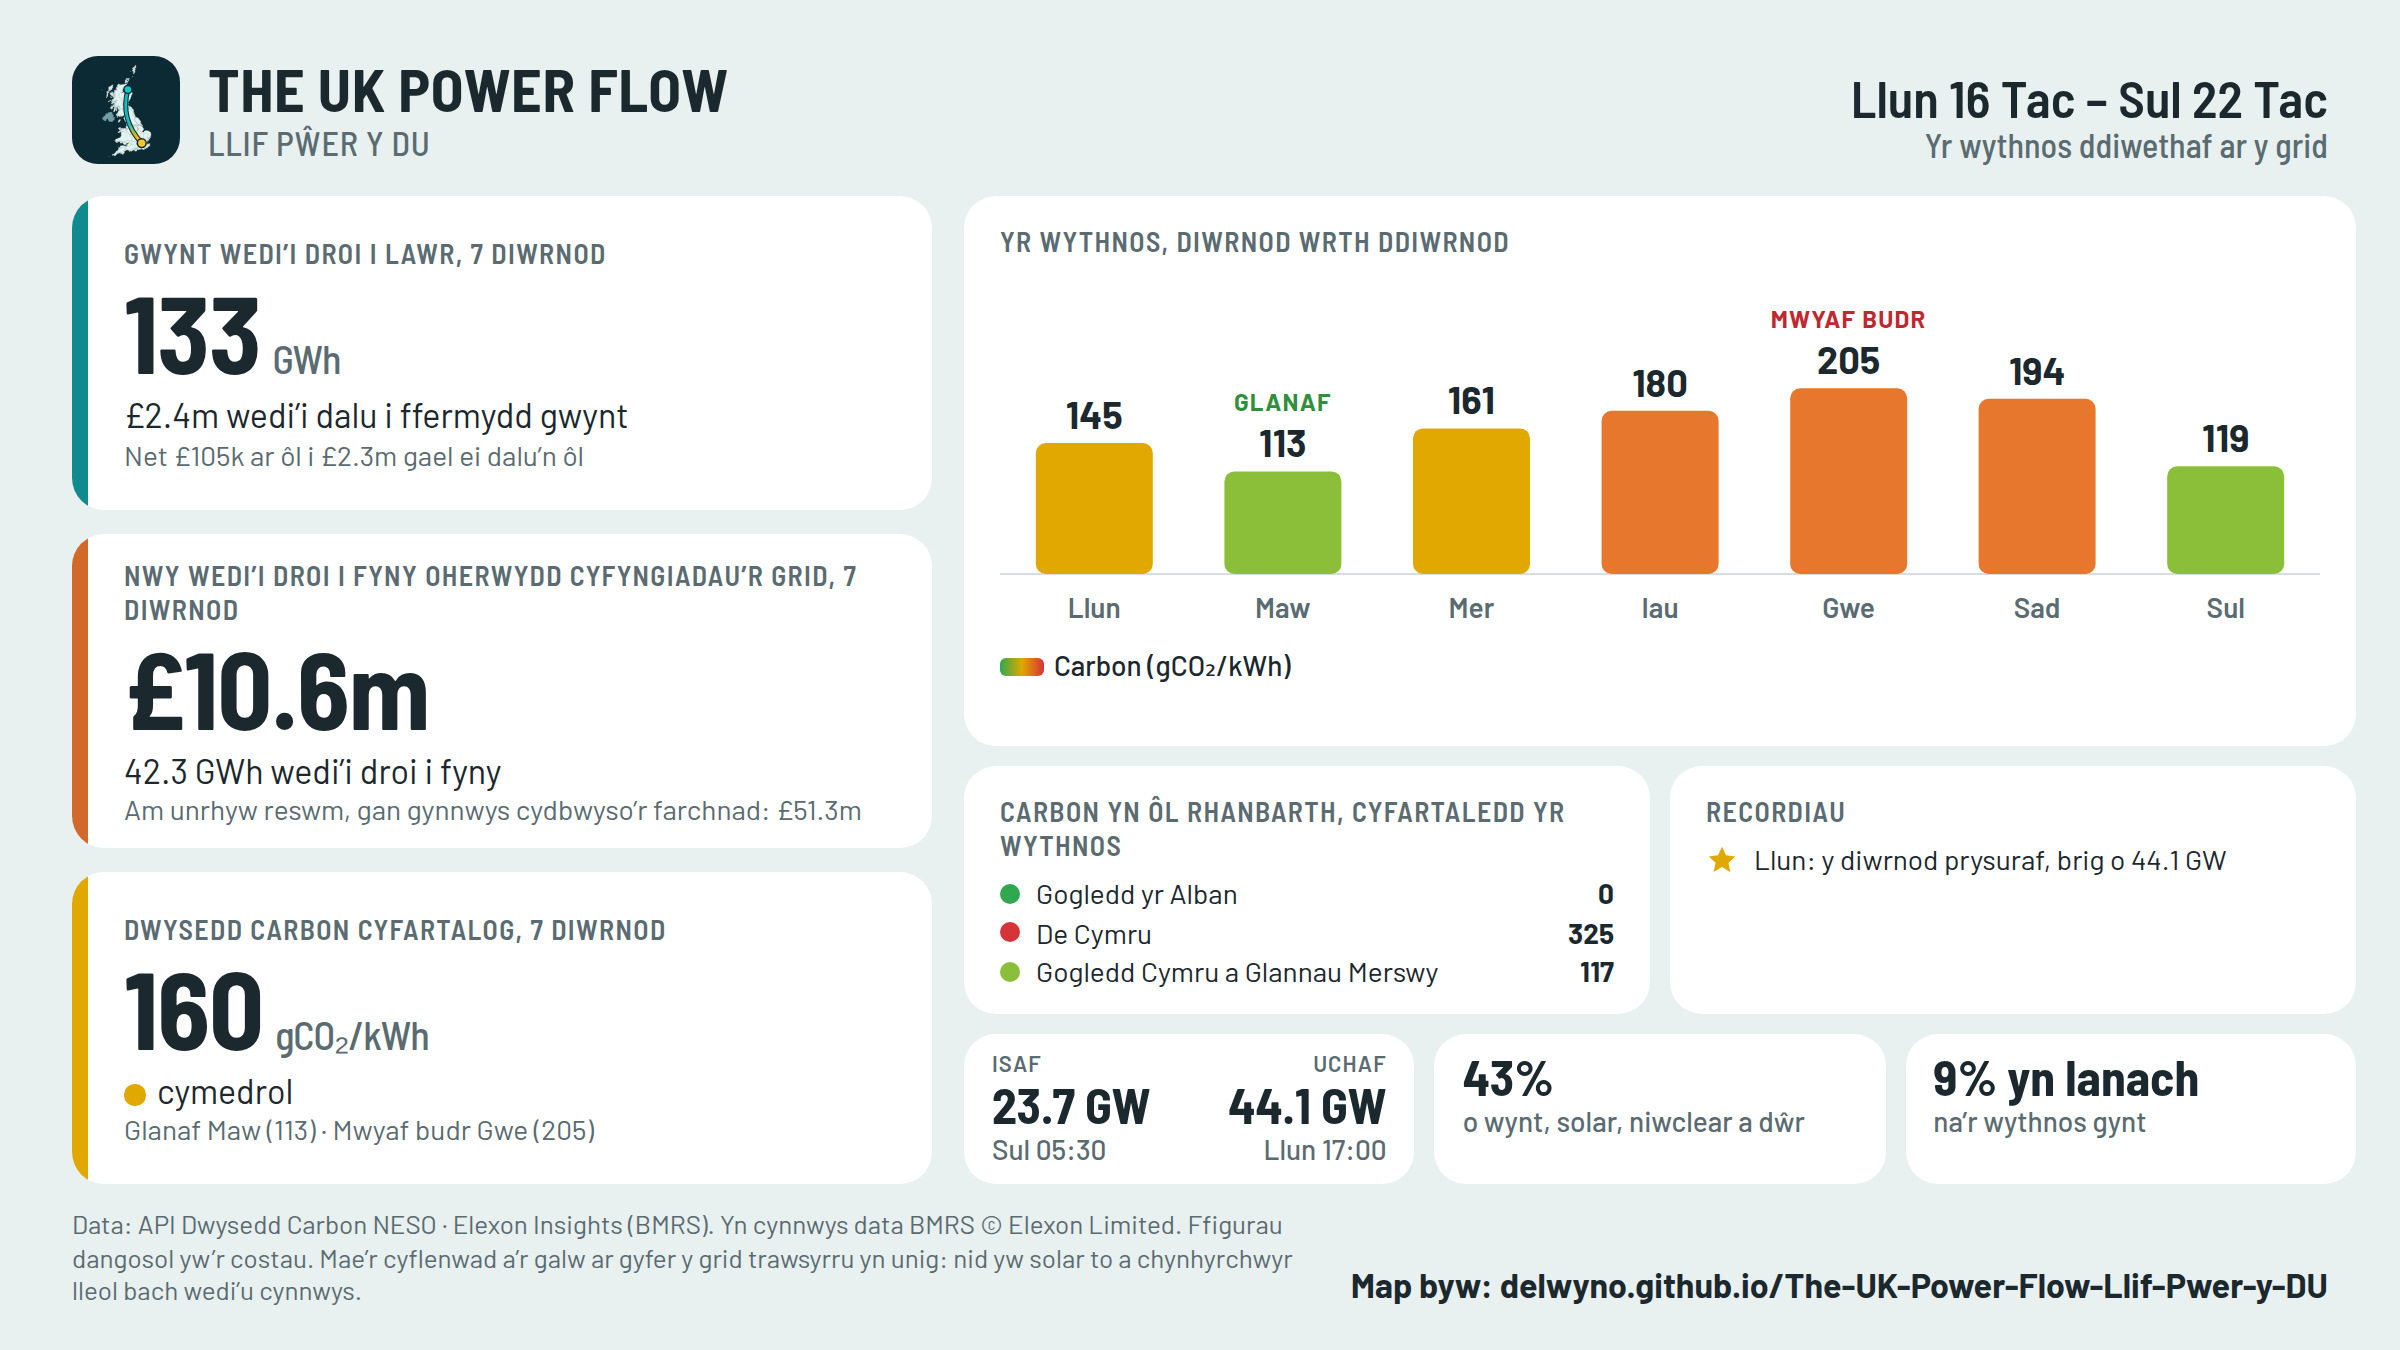 THE UK POWER FLOW
LLIF PŴER Y DU
Llun 16 Tac – Sul 22 Tac
Yr wythnos ddiwethaf ar y grid
GWYNT WEDI’I DROI I LAWR, 7 DIWRNOD
133 GWh
£2.4m wedi’i dalu i ffermydd gwynt
Net £105k ar ôl i £2.3m gael ei dalu’n ôl
NWY WEDI’I DROI I FYNY OHERWYDD CYFYNGIADAU’R GRID, 7
DIWRNOD
£10.6m
42.3 GWh wedi’i droi i fyny
Am unrhyw reswm, gan gynnwys cydbwyso’r farchnad: £51.3m
DWYSEDD CARBON CYFARTALOG, 7 DIWRNOD
160 gCO₂/kWh
cymedrol
Glanaf Maw (113) · Mwyaf budr Gwe (205)
YR WYTHNOS, DIWRNOD WRTH DDIWRNOD
MWYAF BUDR
GLANAF
145 113 161 180 205 194 119
Llun Maw Mer Iau Gwe Sad Sul
Carbon (gCO₂/kWh)
CARBON YN ÔL RHANBARTH, CYFARTALEDD YR
WYTHNOS
Gogledd yr Alban 0
De Cymru 325
Gogledd Cymru a Glannau Merswy 117
RECORDIAU
Llun: y diwrnod prysuraf, brig o 44.1 GW
ISAF UCHAF
23.7 GW 44.1 GW
Sul 05:30 Llun 17:00
43%
o wynt, solar, niwclear a dŵr
9% yn lanach
na’r wythnos gynt
Data: API Dwysedd Carbon NESO · Elexon Insights (BMRS). Yn cynnwys data BMRS © Elexon Limited. Ffigurau
dangosol yw’r costau. Mae’r cyflenwad a’r galw ar gyfer y grid trawsyrru yn unig: nid yw solar to a chynhyrchwyr
lleol bach wedi’u cynnwys.
Map byw: delwyno.github.io/The-UK-Power-Flow-Llif-Pwer-y-DU